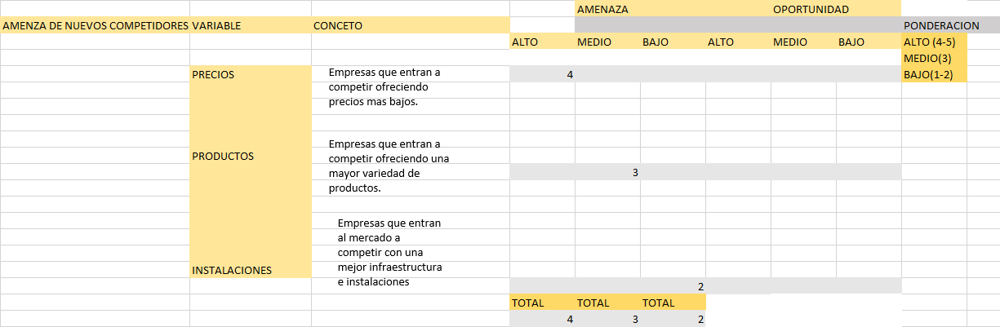 AMENAZA OPORTUNIDAD
AMENZA DE NUEVOS COMPETIDORES VARIABLE CONCETO PONDERACION
ALTO MEDIO BAJO ALTO MEDIO BAJO ALTO (4-5)
MEDIO(3)
PRECIOS 4 BAJO(1-2)
Empresas que entran a
competir ofreciendo
precios mas bajos.
PRODUCTOS
Empresas que entran a
competir ofreciendo una
mayor variedad de
productos.
3
INSTALACIONES
Empresas que entran
al mercado a
competir con una
mejor infraestructura
e instalaciones
2
TOTAL TOTAL TOTAL
4 3 2